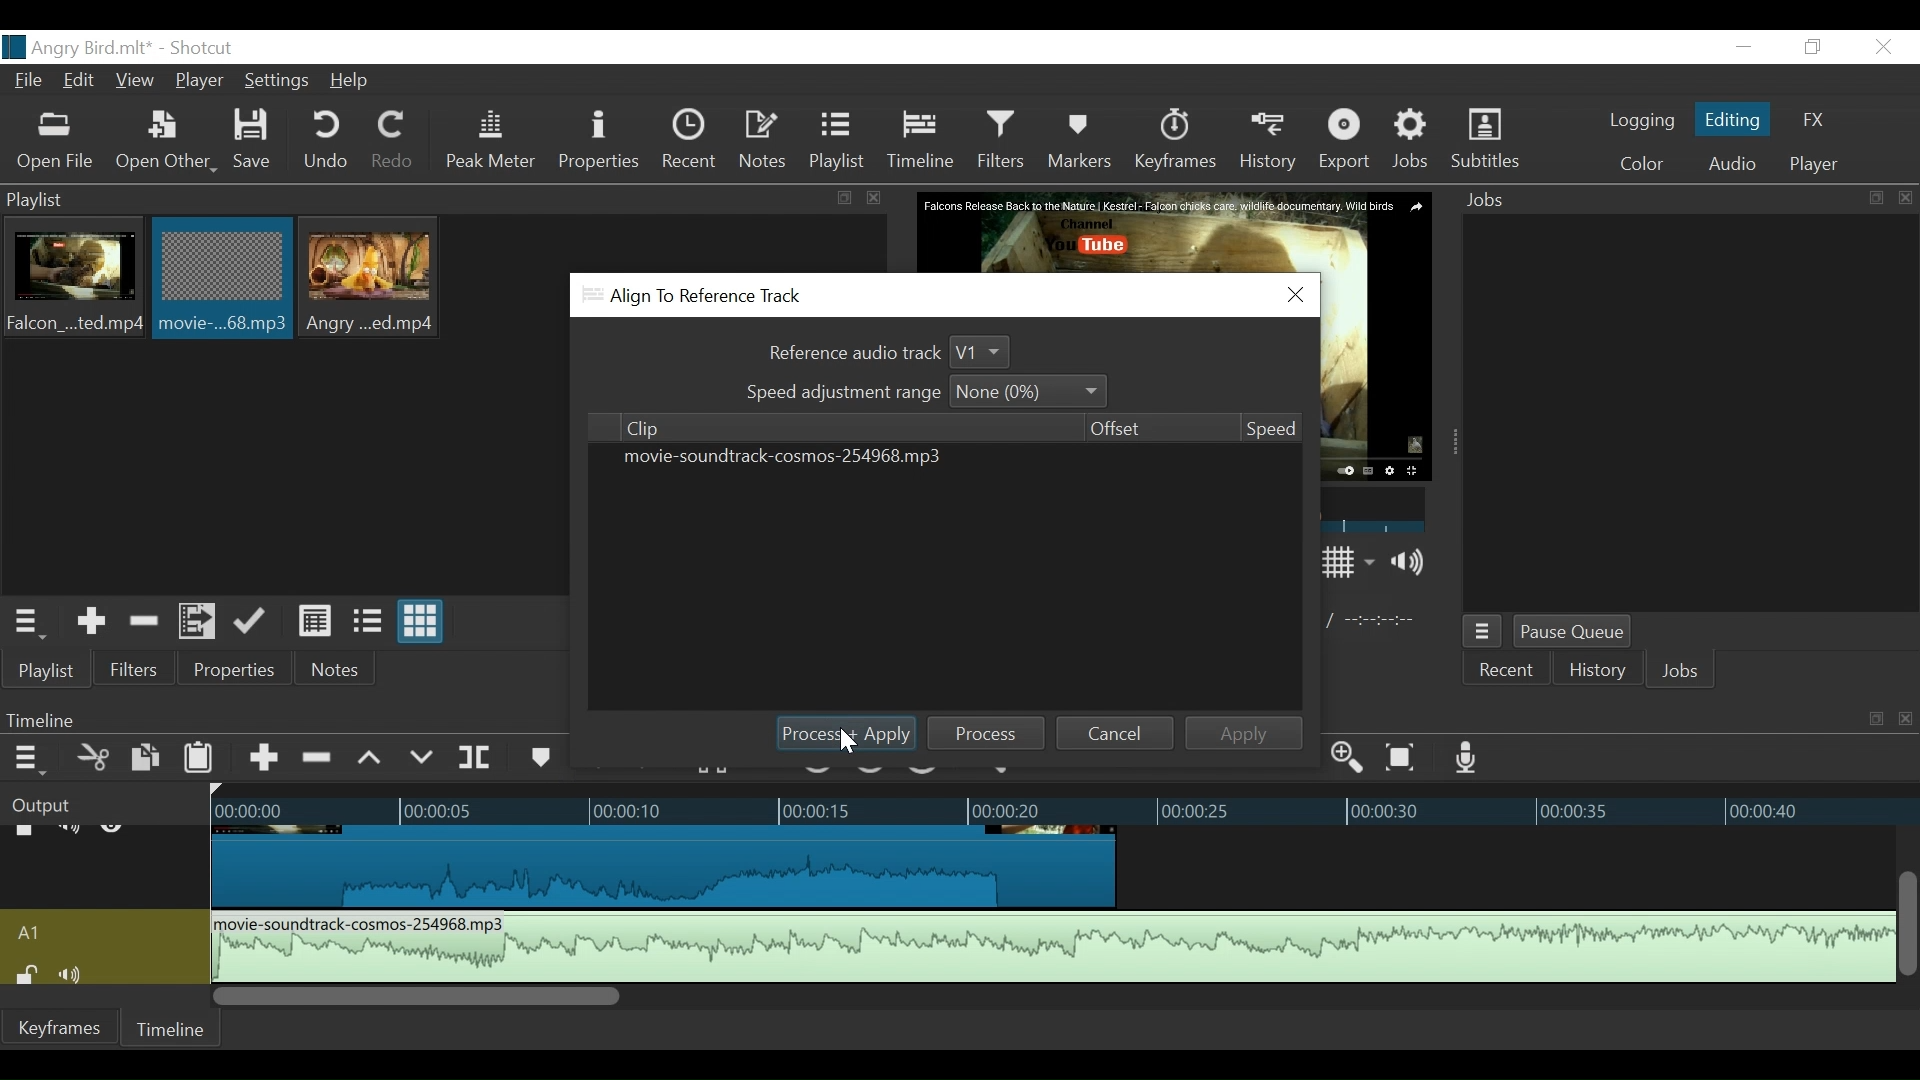 Angry Bird.mlt* - Shotcut
File Edit View Player Settings Help
Open File Open Other Save Undo Redo Peak Meter Properties Recent Notes Playlist Timeline Filters Markers Keyframes History Export Jobs Subtitles
Logging Editing FX
Color Audio Player
Playlist
Falcon_...ted.mp4 movie-...68.mp3 Angry ...ed.mp4
Falcons Release Back to the Nature | Kestrel - Falcon chicks care. wildlife documentary. Wild birds
Channel
You Tube
Jobs
Align To Reference Track
Reference audio track V1
Speed adjustment range None (0%)
Clip Offset Speed
movie-soundtrack-cosmos-254968.mp3
Process + Apply Process Cancel Apply
/ --:--:--:--
Pause Queue
Playlist Filters Properties Notes
Recent History Jobs
Timeline
Output
00:00:00 00:00:05 00:00:10 00:00:15 00:00:20 00:00:25 00:00:30 00:00:35 00:00:40
A1
movie-soundtrack-cosmos-254968.mp3
Keyframes Timeline